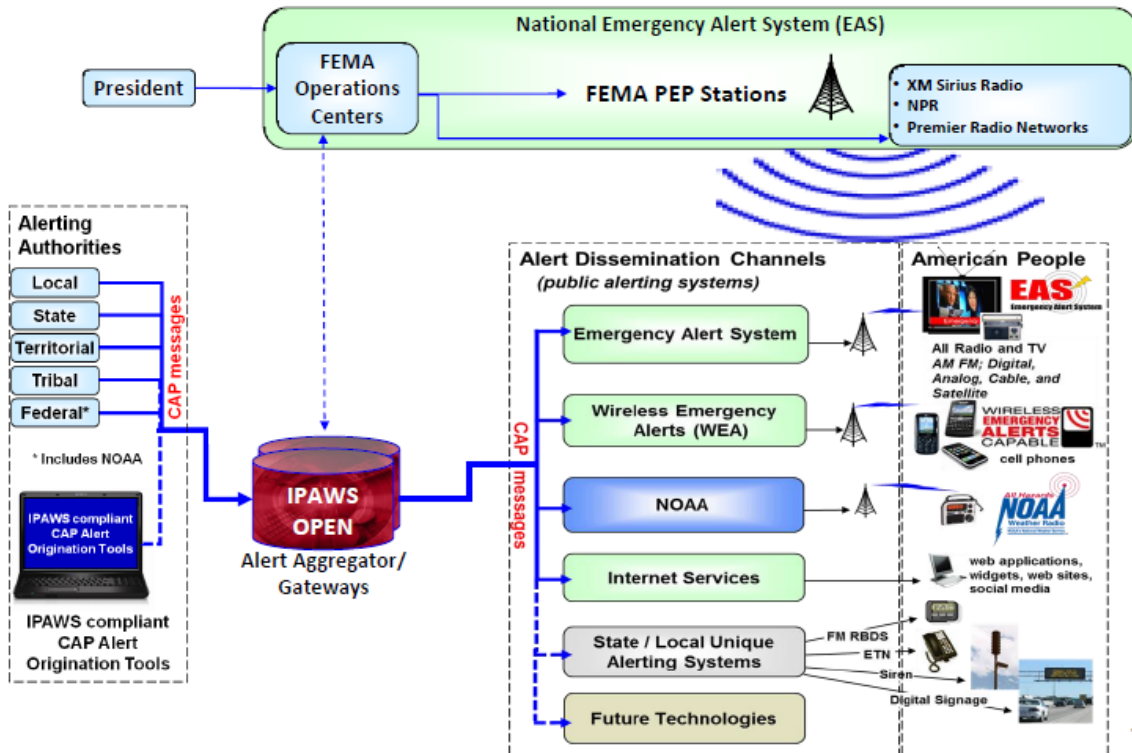 National Emergency Alert System (EAS)
President
FEMA
Operations
Centers
FEMA PEP Stations
• XM Sirius Radio
• NPR
• Premier Radio Networks
Alerting
Authorities
Local
State
Territorial
Tribal
Federal*
* Includes NOAA
CAP messages
IPAWS compliant
CAP Alert
Origination Tools
IPAWS compliant
CAP Alert
Origination Tools
IPAWS
OPEN
Alert Aggregator/
Gateways
CAP messages
Alert Dissemination Channels
(public alerting systems)
Emergency Alert System
Wireless Emergency
Alerts (WEA)
NOAA
Internet Services
State / Local Unique
Alerting Systems
Future Technologies
FM RBDS
ETN
Siren
Digital Signage
American People
Emergency
EAS
Emergency Alert System
All Radio and TV
AM FM; Digital,
Analog, Cable, and
Satellite
WIRELESS
EMERGENCY
ALERTS
CAPABLE
TM
cell phones
All Hazards
NOAA
Weather Radio
web applications,
widgets, web sites,
social media